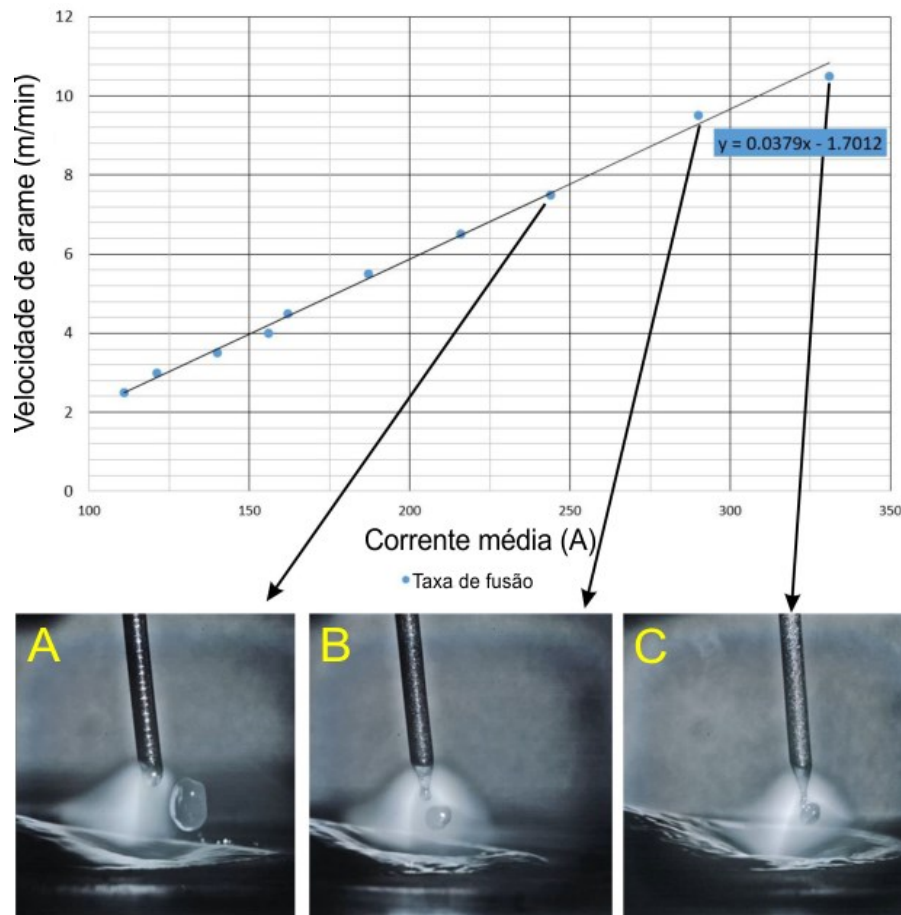 12
10
8
6
4
2
0
Velocidade de arame (m/min)
y = 0.0379x - 1.7012
100
150
200
250
300
350
Corrente média (A)
Taxa de fusão
A
B
C